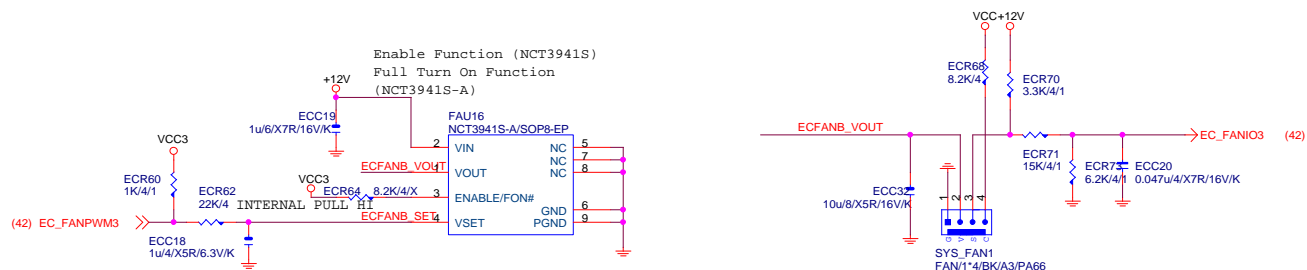 Enable Function (NCT3941S)
Full Turn On Function
(NCT3941S-A)
+12V
ECC19
1u/6/X7R/16V/K
FAU16
NCT3941S-A/SOP8-EP
2
VIN
NC
5
NC
7
ECFANB_VOUT
1
VOUT
NC
8
VCC3
VCC3
ECR64
8.2K/4/X
3
ENABLE/FON#
ECR60
1K/4/1
ECR62
22K/4
INTERNAL PULL HI
GND
6
ECFANB_SET
4
VSET
PGND
9
(42)
EC_FANPWM3
ECC18
1u/4/X5R/6.3V/K
VCC
+12V
ECR68
8.2K/4
ECR70
3.3K/4/1
ECFANB_VOUT
EC_FANIO3
(42)
ECR71
15K/4/1
ECR73
6.2K/4/1
ECC20
0.047u/4/X7R/16V/K
ECC32
10u/8/X5R/16V/K
1
2
3
4
G
V
S
C
SYS_FAN1
FAN/1*4/BK/A3/PA66